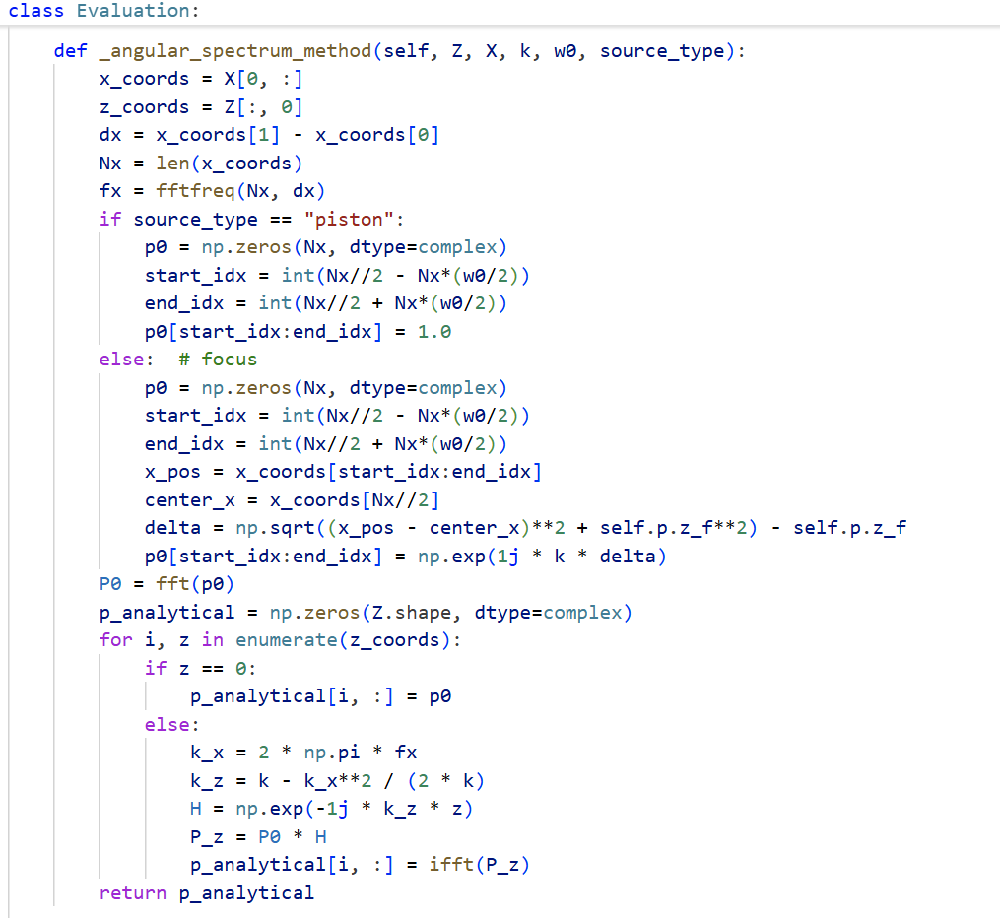 class Evaluation:
    def _angular_spectrum_method(self, Z, X, k, w0, source_type):
        x_coords = X[0, :]
        z_coords = Z[:, 0]
        dx = x_coords[1] - x_coords[0]
        Nx = len(x_coords)
        fx = fftfreq(Nx, dx)
        if source_type == "piston":
            p0 = np.zeros(Nx, dtype=complex)
            start_idx = int(Nx//2 - Nx*(w0/2))
            end_idx = int(Nx//2 + Nx*(w0/2))
            p0[start_idx:end_idx] = 1.0
        else:  # focus
            p0 = np.zeros(Nx, dtype=complex)
            start_idx = int(Nx//2 - Nx*(w0/2))
            end_idx = int(Nx//2 + Nx*(w0/2))
            x_pos = x_coords[start_idx:end_idx]
            center_x = x_coords[Nx//2]
            delta = np.sqrt((x_pos - center_x)**2 + self.p.z_f**2) - self.p.z_f
            p0[start_idx:end_idx] = np.exp(1j * k * delta)
        P0 = fft(p0)
        p_analytical = np.zeros(Z.shape, dtype=complex)
        for i, z in enumerate(z_coords):
            if z == 0:
                p_analytical[i, :] = p0
            else:
                k_x = 2 * np.pi * fx
                k_z = k - k_x**2 / (2 * k)
                H = np.exp(-1j * k_z * z)
                P_z = P0 * H
                p_analytical[i, :] = ifft(P_z)
        return p_analytical